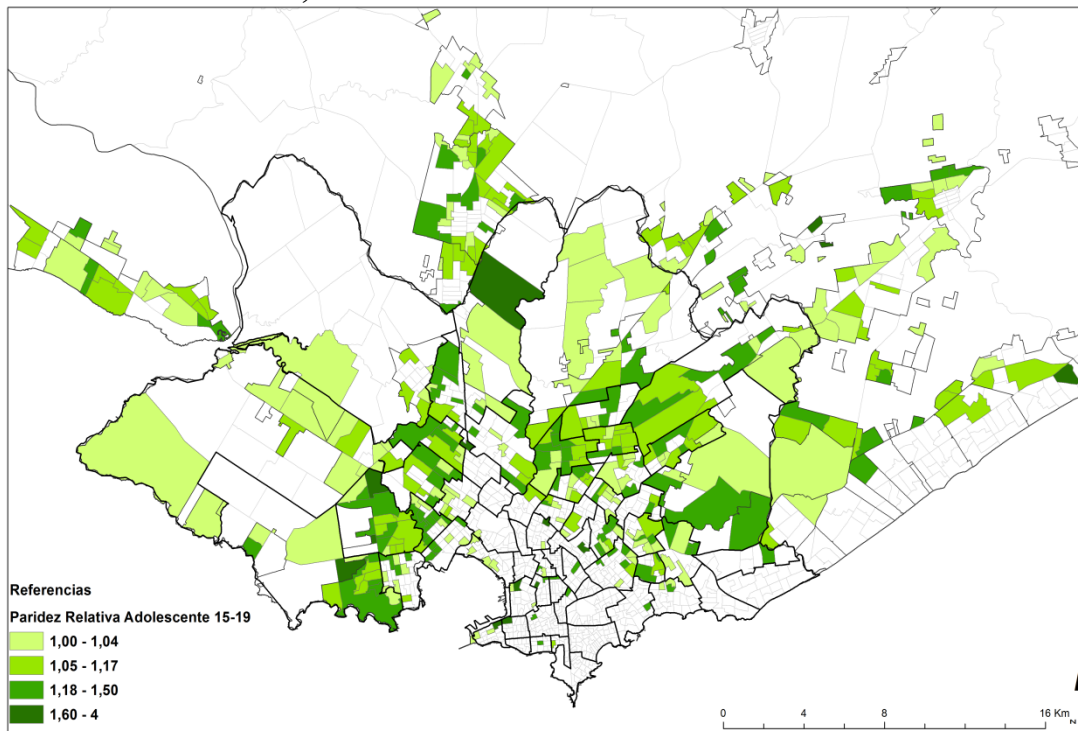 Referencias
Paridez Relativa Adolescente 15-19
1,00 - 1,04
1,05 - 1,17
1,18 - 1,50
1,60 - 4
0 4 8 16 Km
z